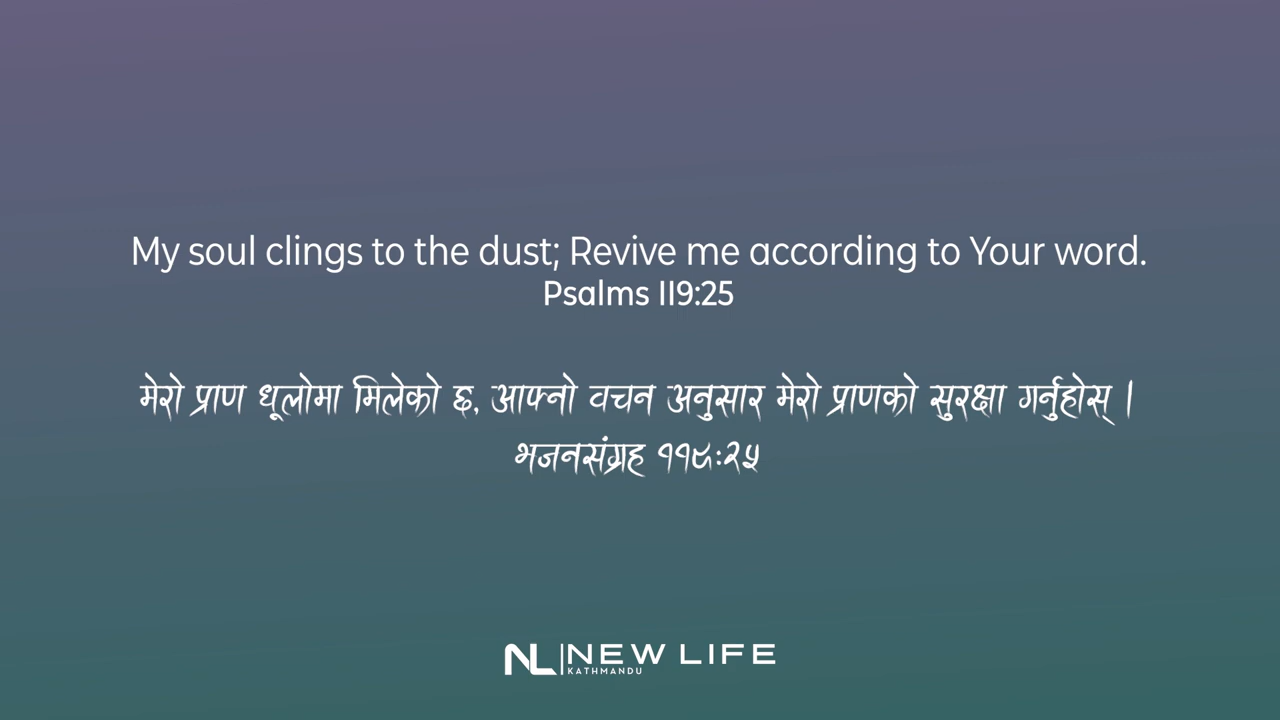 My soul clings to the dust; Revive me according to Your word.
Psalms 119:25
मेरो प्राण धूलोमा मिलेको छ, आफ्नो वचन अनुसार मेरो प्राणको सुरक्षा गर्नुहोस् |
भजनसंग्रह ११९:२५
NL | NEW LIFE
KATHMANDU